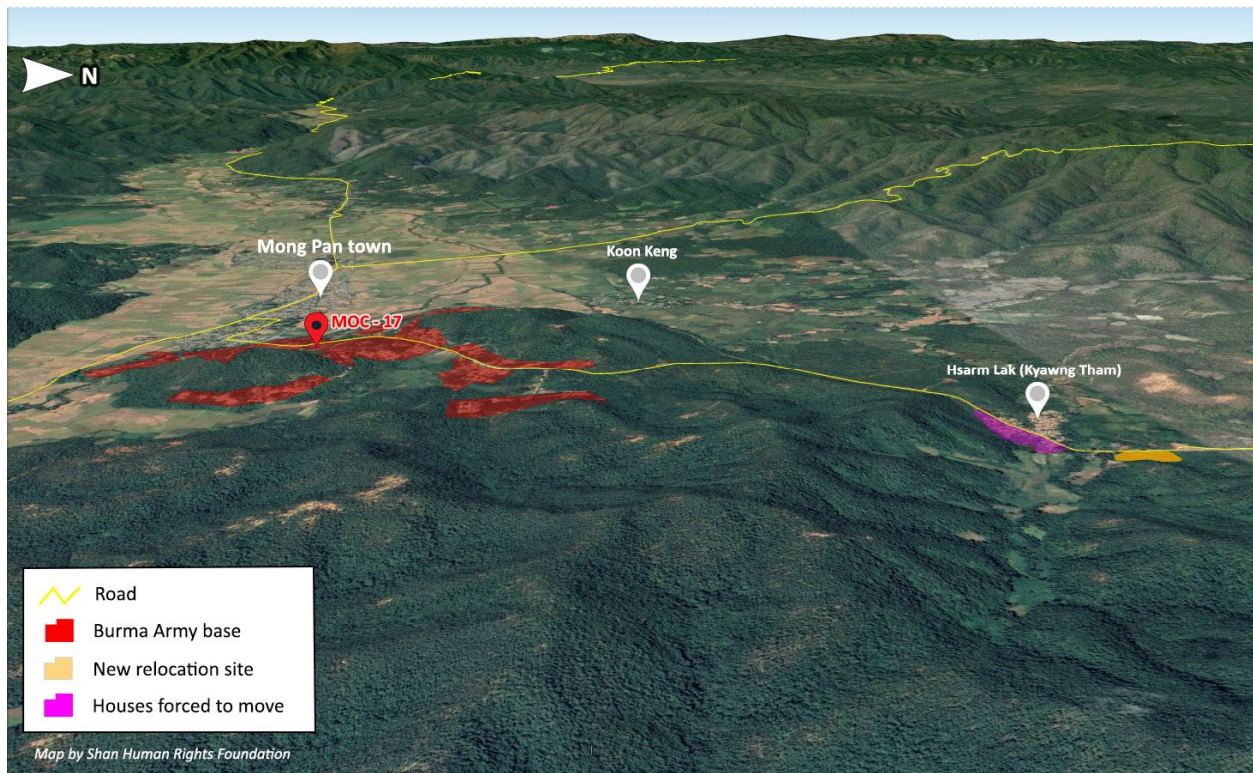 N
Mong Pan town
Koon Keng
MOC - 17
Hsarm Lak (Kyawng Tham)
Road
Burma Army base
New relocation site
Houses forced to move
Map by Shan Human Rights Foundation